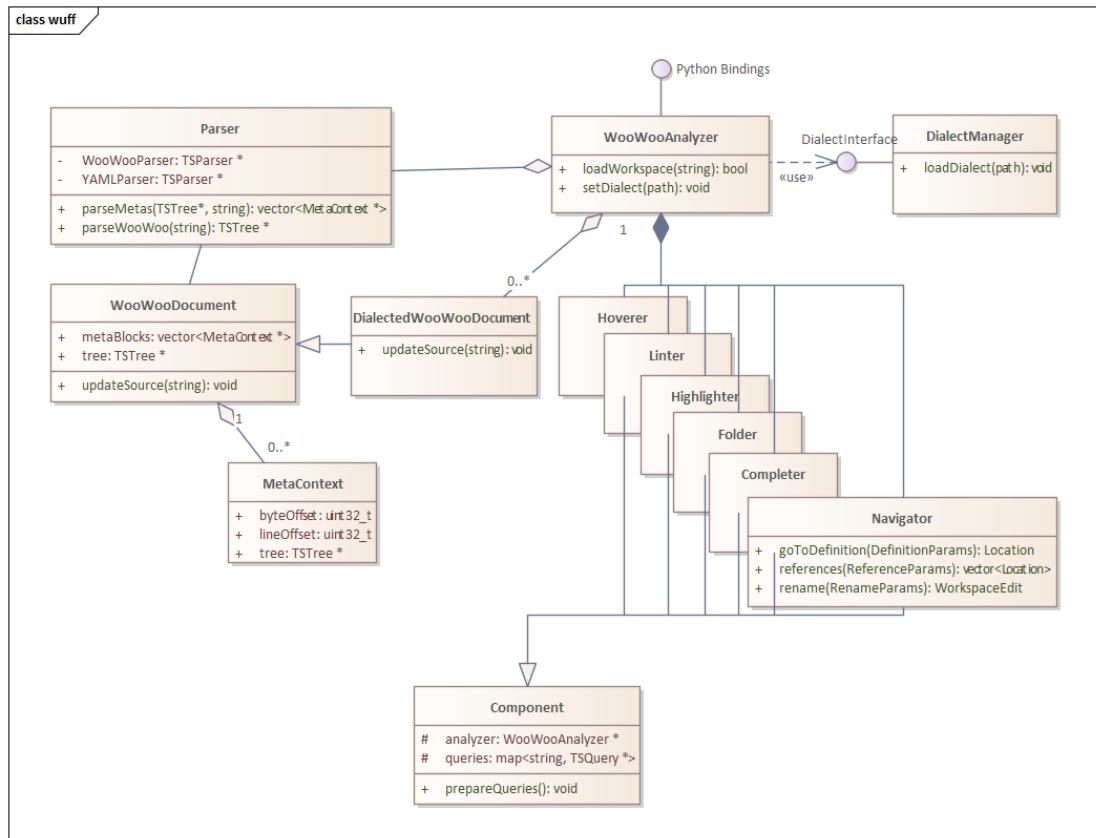 class wuff
Python Bindings
Parser
- WooWooParser: TSParser *
- YAMLParser: TSParser *
+ parseMetas(TSTree*, string): vector<MetaContext *>
+ parseWooWoo(string): TSTree *
WooWooAnalyzer
+ loadWorkspace(string): bool
+ setDialect(path): void
DialectInterface
«use»
DialectManager
+ loadDialect(path): void
1
0..*
WooWooDocument
+ metaBlocks: vector<MetaContext *>
+ tree: TSTree *
+ updateSource(string): void
DialectedWooWooDocument
+ updateSource(string): void
Hoverer
Linter
Highlighter
Folder
Completer
Navigator
+ goToDefinition(DefinitionParams): Location
+ references(ReferenceParams): vector<Location>
+ rename(RenameParams): WorkspaceEdit
1
0..*
MetaContext
+ byteOffset: uint32_t
+ lineOffset: uint32_t
+ tree: TSTree *
Component
# analyzer: WooWooAnalyzer *
# queries: map<string, TSQuery *>
+ prepareQueries(): void